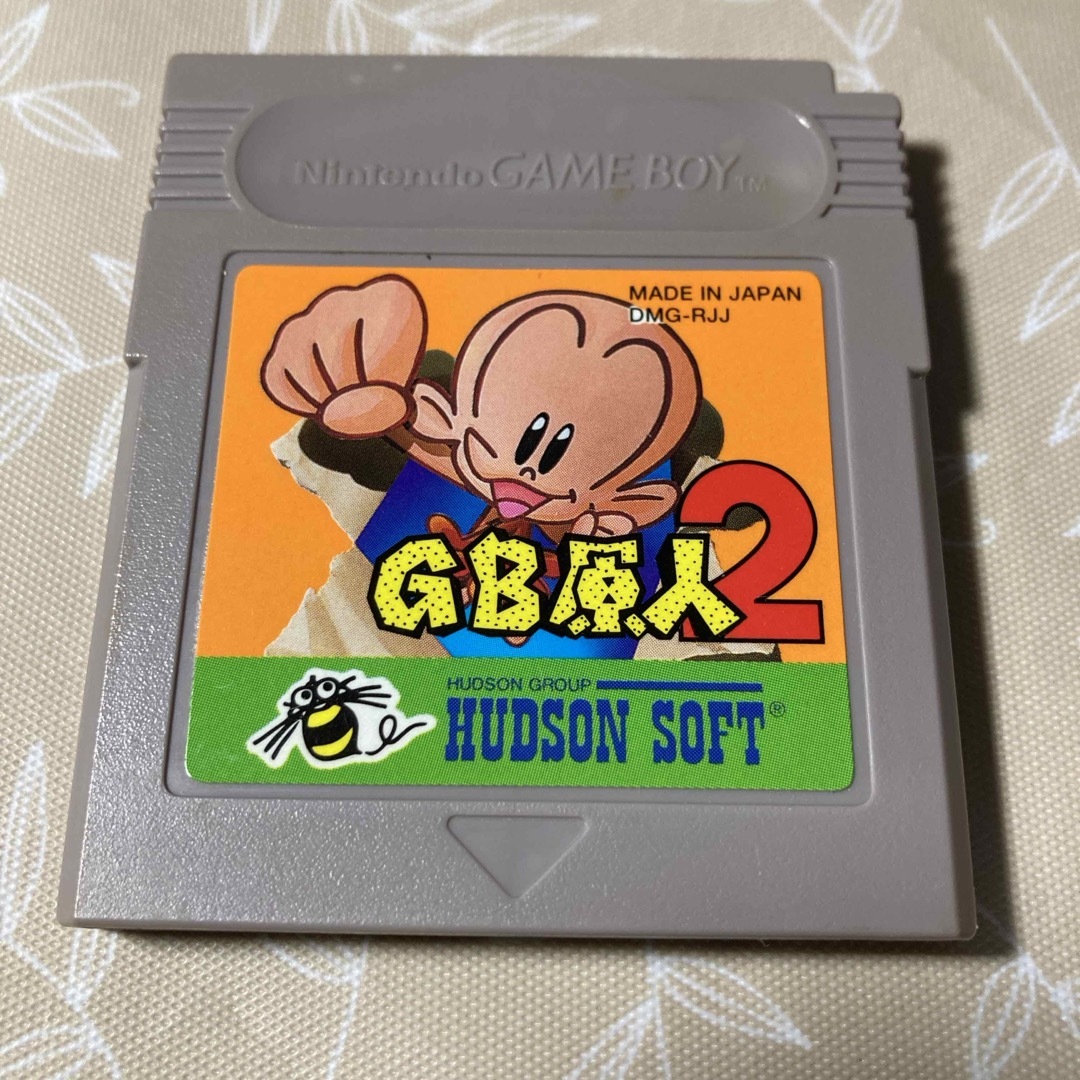 Nintendo GAME BOY TM
MADE IN JAPAN
DMG-RJJ
GB原人2
HUDSON GROUP
HUDSON SOFT®